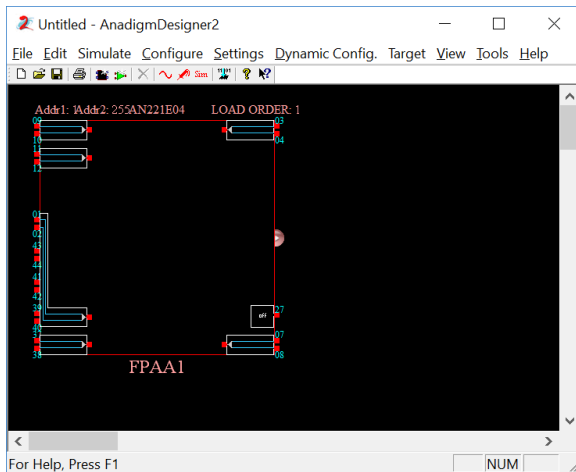 Untitled - AnadigmDesigner2
File Edit Simulate Configure Settings Dynamic Config. Target View Tools Help
Sim
Addr1: 1Addr2: 255AN221E04 LOAD ORDER: 1
09 03
10 04
11
12
01
02
43
44
41
42
39 27
off
40
37 07
38 08
FPAA1
For Help, Press F1 NUM